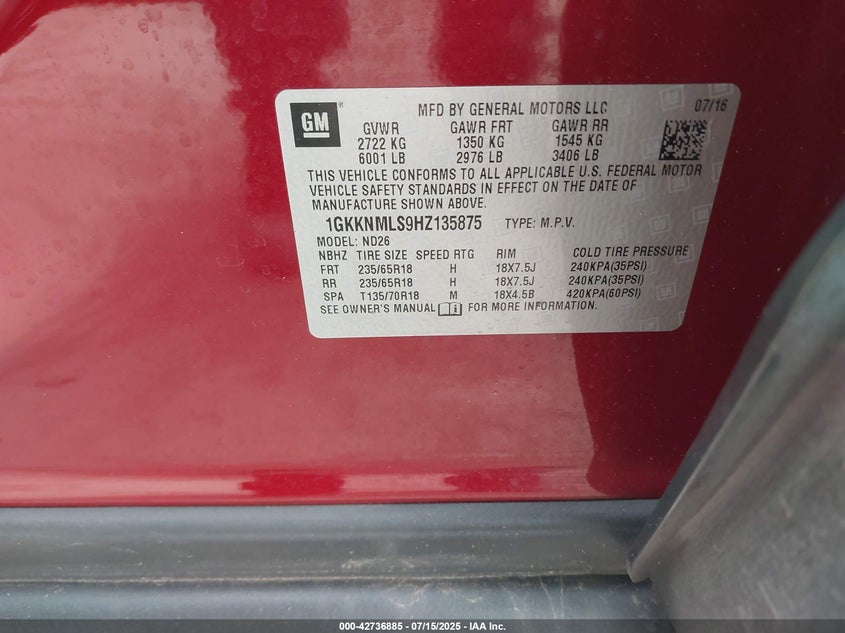 GM
MFD BY GENERAL MOTORS LLC 07/16
GVWR GAWR FRT GAWR RR
2722 KG 1350 KG 1545 KG
6001 LB 2976 LB 3406 LB
THIS VEHICLE CONFORMS TO ALL APPLICABLE U.S. FEDERAL MOTOR
VEHICLE SAFETY STANDARDS IN EFFECT ON THE DATE OF
MANUFACTURE SHOWN ABOVE.
1GKKNMLS9HZ135875 TYPE: M.P.V.
MODEL: ND26
NBHZ TIRE SIZE SPEED RTG RIM COLD TIRE PRESSURE
FRT 235/65R18 H 18X7.5J 240KPA(35PSI)
RR 235/65R18 H 18X7.5J 240KPA(35PSI)
SPA T135/70R18 M 18X4.5B 420KPA(60PSI)
SEE OWNER'S MANUAL FOR MORE INFORMATION.
000-42736885 - 07/15/2025 - IAA Inc.